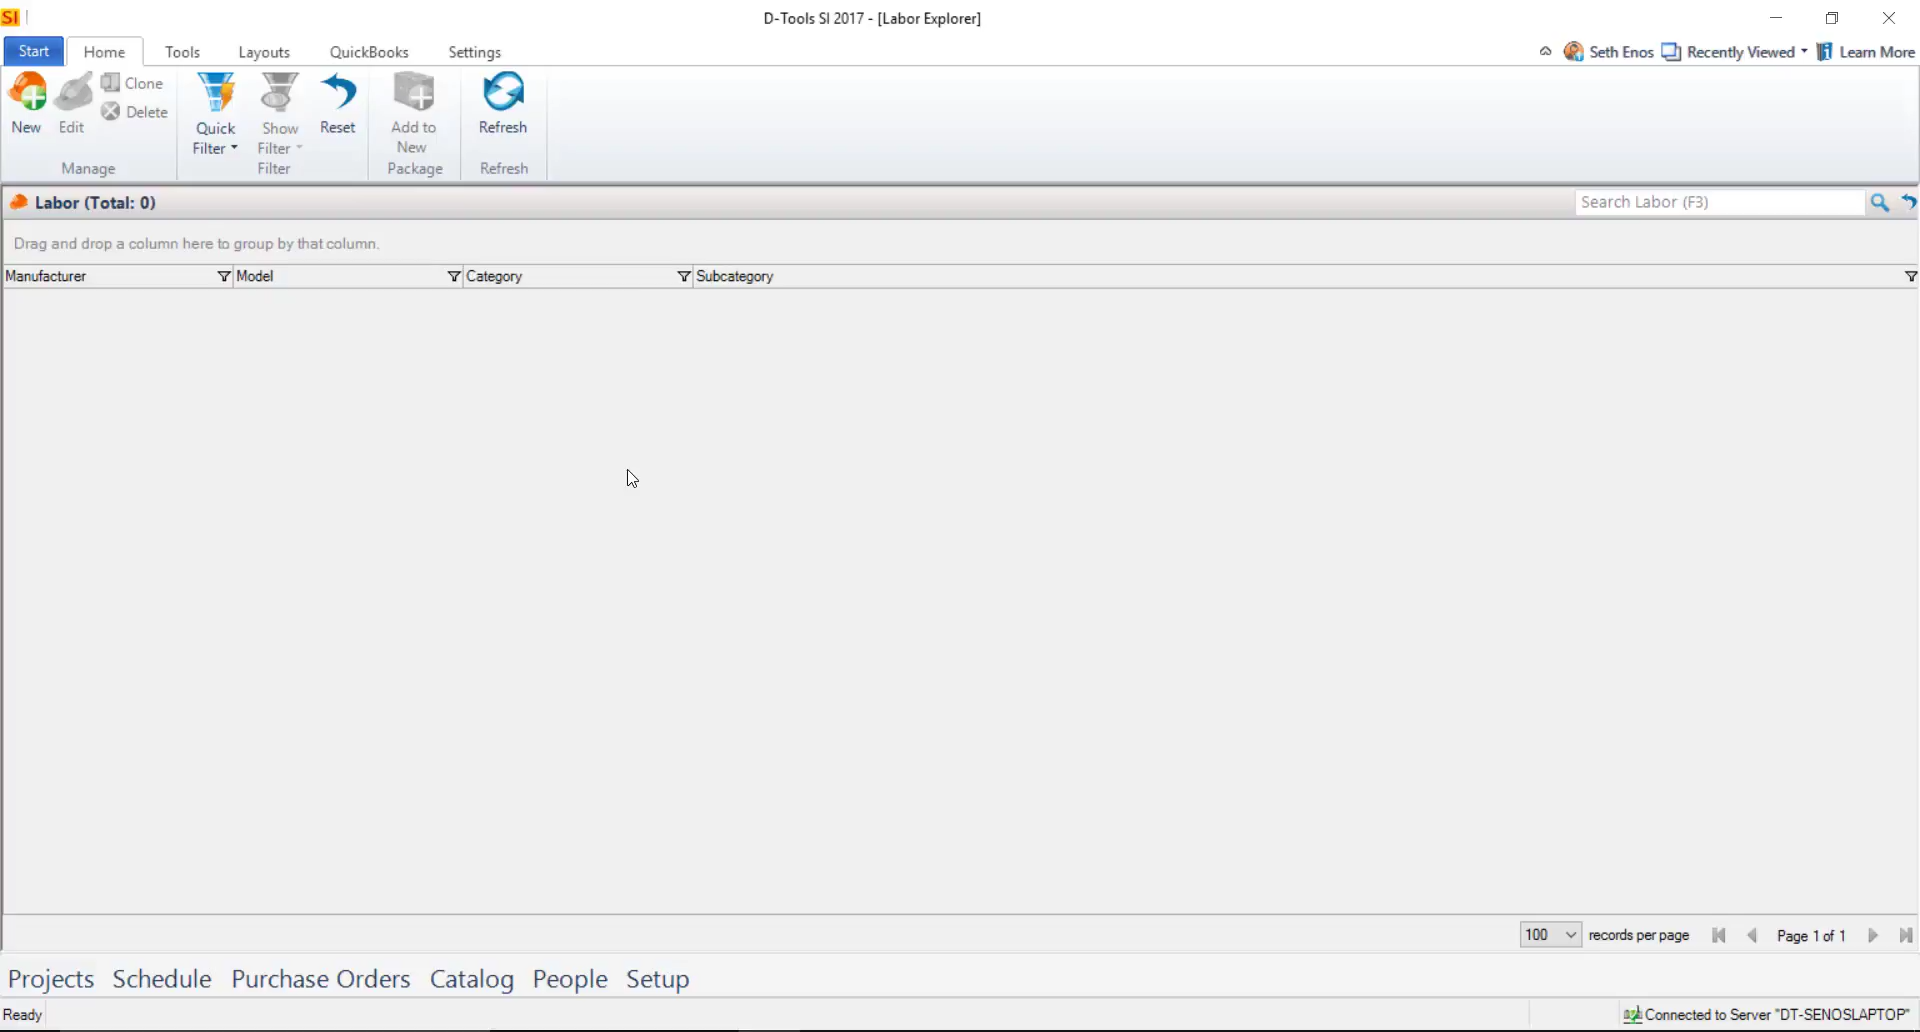 SI
D-Tools SI 2017 - [Labor Explorer]
Start Home Tools Layouts QuickBooks Settings Seth Enos Recently Viewed Learn More
New Edit Clone Delete Quick Filter Show Filter Reset Add to New Refresh
Manage Filter Package Refresh
Labor (Total: 0) Search Labor (F3)
Drag and drop a column here to group by that column.
Manufacturer Model Category Subcategory
100 records per page Page 1 of 1
Projects Schedule Purchase Orders Catalog People Setup
Ready Connected to Server "DT-SENOSLAPTOP"